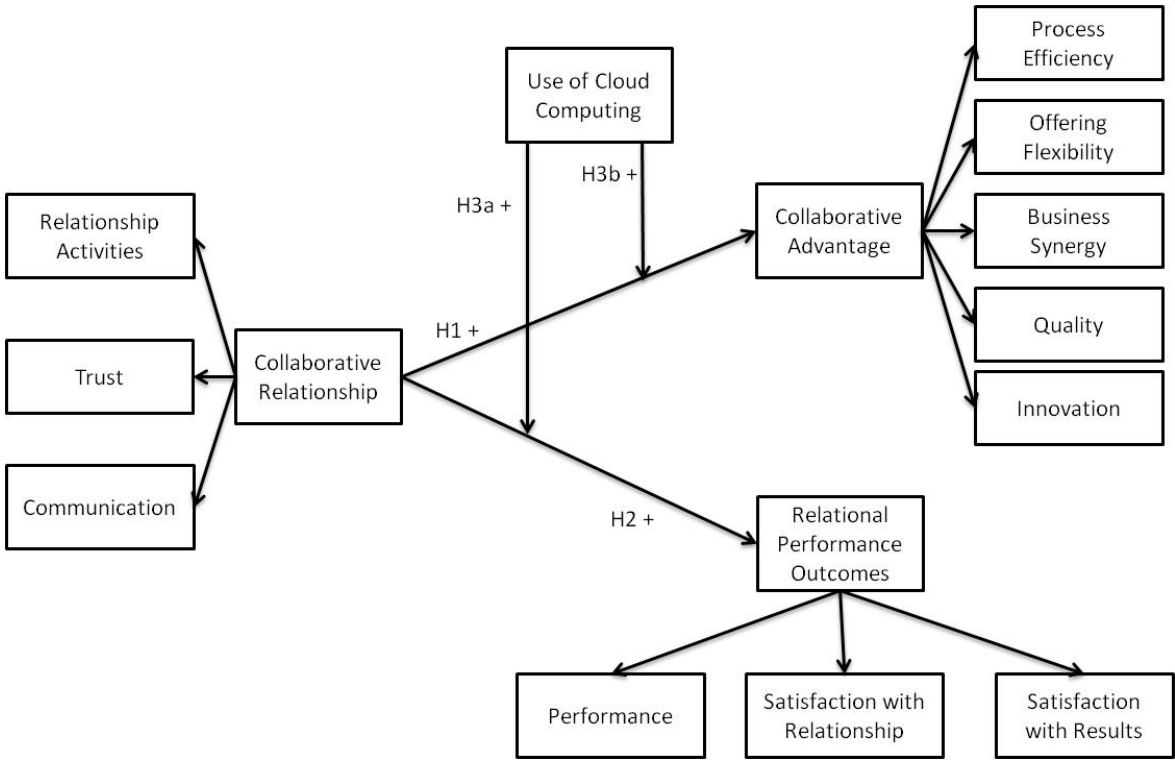 Process
Efficiency
Use of Cloud
Computing
Offering
Flexibility
H3b +
H3a +
Relationship
Activities
Collaborative
Advantage
Business
Synergy
H1 +
Quality
Trust
Collaborative
Relationship
Innovation
Communication
H2 +
Relational
Performance
Outcomes
Performance
Satisfaction with
Relationship
Satisfaction
with Results